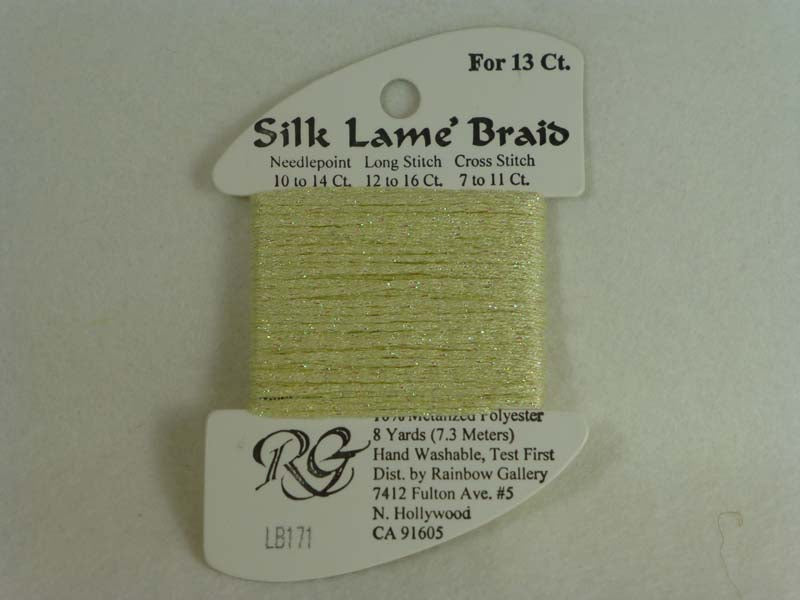 For 13 Ct.
Silk Lame' Braid
Needlepoint Long Stitch Cross Stitch
10 to 14 Ct. 12 to 16 Ct. 7 to 11 Ct.
Metalized Polyester
8 Yards (7.3 Meters)
Hand Washable, Test First
Dist. by Rainbow Gallery
7412 Fulton Ave. #5
N. Hollywood
CA 91605
RG
LB171